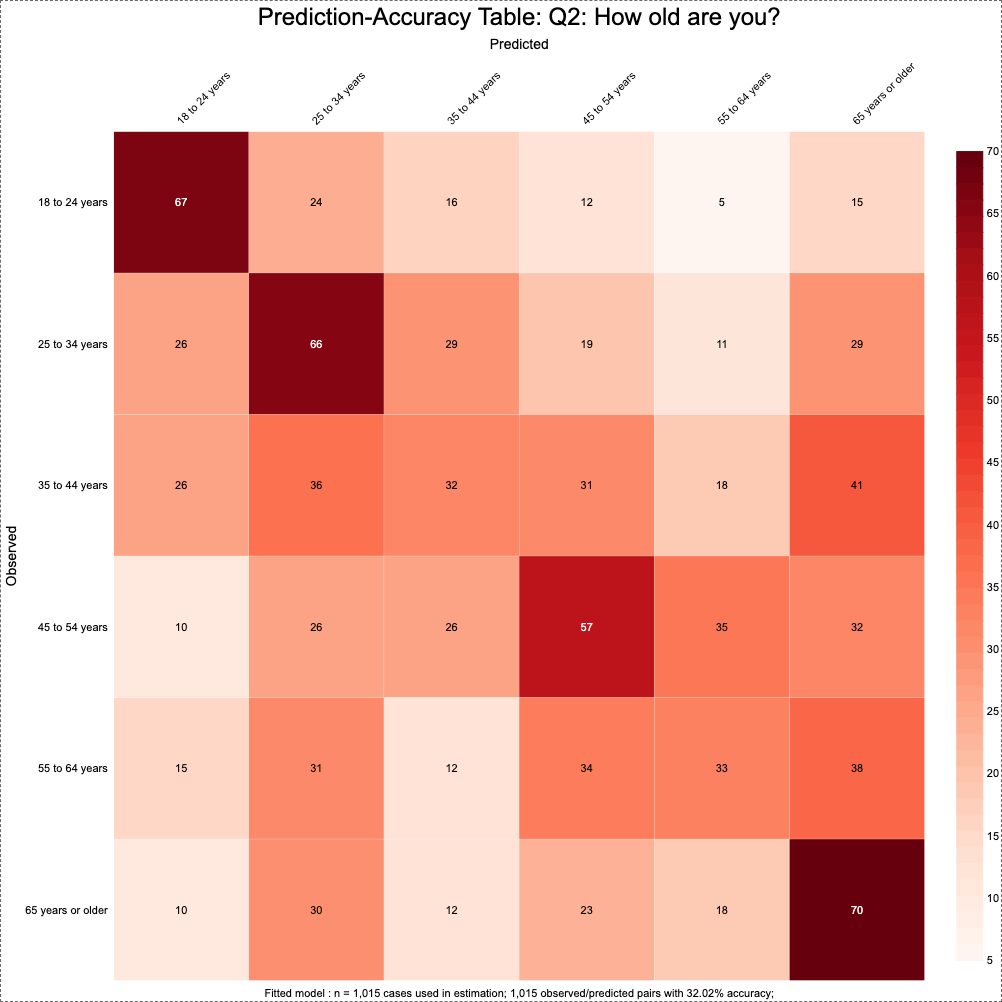 Prediction-Accuracy Table: Q2: How old are you?
Predicted
18 to 24 years 25 to 34 years 35 to 44 years 45 to 54 years 55 to 64 years 65 years or older
70
18 to 24 years 67 24 16 12 5 15
65
60
55
25 to 34 years 26 66 29 19 11 29
50
45
35 to 44 years 26 36 32 31 18 41
40
Observed
35
45 to 54 years 10 26 26 57 35 32
30
25
55 to 64 years 15 31 12 34 33 38
20
15
10
65 years or older 10 30 12 23 18 70
5
Fitted model : n = 1,015 cases used in estimation; 1,015 observed/predicted pairs with 32.02% accuracy;